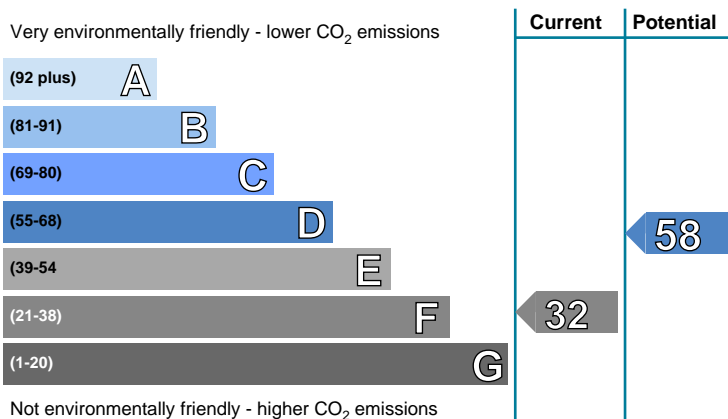 Current Potential
Very environmentally friendly - lower CO2 emissions
(92 plus) A
(81-91) B
(69-80) C
(55-68) D
58
(39-54 E
(21-38) F
32
(1-20) G
Not environmentally friendly - higher CO2 emissions